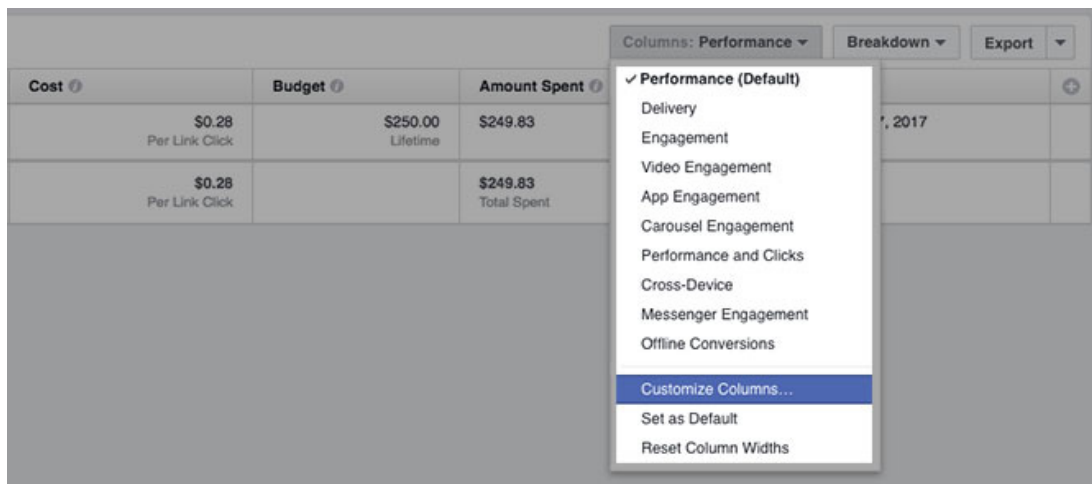 Columns: Performance
Breakdown
Export
Cost
Budget
Amount Spent
$0.28
Per Link Click
$250.00
Lifetime
$249.83
, 2017
$0.28
Per Link Click
$249.83
Total Spent
✓ Performance (Default)
Delivery
Engagement
Video Engagement
App Engagement
Carousel Engagement
Performance and Clicks
Cross-Device
Messenger Engagement
Offline Conversions
Customize Columns...
Set as Default
Reset Column Widths